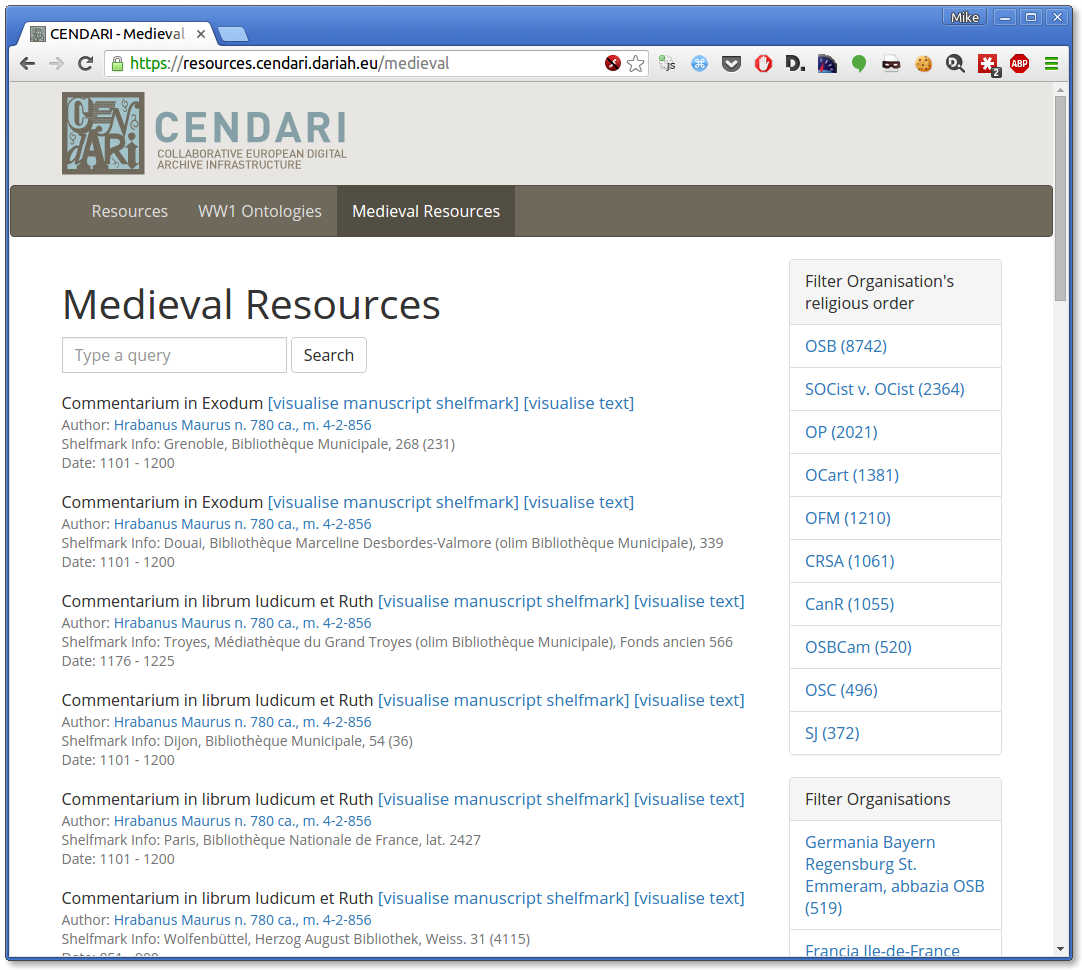 Mike
CENDARI - Medieval
https://resources.cendari.dariah.eu/medieval
js
D.
2
ABP
CENDARI
CENDARI
COLLABORATIVE EUROPEAN DIGITAL
ARCHIVE INFRASTRUCTURE
Resources
WW1 Ontologies
Medieval Resources
Medieval Resources
Type a query
Search
Commentarium in Exodum [visualise manuscript shelfmark] [visualise text]
Author: Hrabanus Maurus n. 780 ca., m. 4-2-856
Shelfmark Info: Grenoble, Bibliothèque Municipale, 268 (231)
Date: 1101 - 1200
Commentarium in Exodum [visualise manuscript shelfmark] [visualise text]
Author: Hrabanus Maurus n. 780 ca., m. 4-2-856
Shelfmark Info: Douai, Bibliothèque Marceline Desbordes-Valmore (olim Bibliothèque Municipale), 339
Date: 1101 - 1200
Commentarium in librum Iudicum et Ruth [visualise manuscript shelfmark] [visualise text]
Author: Hrabanus Maurus n. 780 ca., m. 4-2-856
Shelfmark Info: Troyes, Médiathèque du Grand Troyes (olim Bibliothèque Municipale), Fonds ancien 566
Date: 1176 - 1225
Commentarium in librum Iudicum et Ruth [visualise manuscript shelfmark] [visualise text]
Author: Hrabanus Maurus n. 780 ca., m. 4-2-856
Shelfmark Info: Dijon, Bibliothèque Municipale, 54 (36)
Date: 1101 - 1200
Commentarium in librum Iudicum et Ruth [visualise manuscript shelfmark] [visualise text]
Author: Hrabanus Maurus n. 780 ca., m. 4-2-856
Shelfmark Info: Paris, Bibliothèque Nationale de France, lat. 2427
Date: 1101 - 1200
Commentarium in librum Iudicum et Ruth [visualise manuscript shelfmark] [visualise text]
Author: Hrabanus Maurus n. 780 ca., m. 4-2-856
Shelfmark Info: Wolfenbüttel, Herzog August Bibliothek, Weiss. 31 (4115)
Filter Organisation's
religious order
OSB (8742)
SOCist v. OCist (2364)
OP (2021)
OCart (1381)
OFM (1210)
CRSA (1061)
CanR (1055)
OSBCam (520)
OSC (496)
SJ (372)
Filter Organisations
Germania Bayern
Regensburg St.
Emmeram, abbazia OSB
(519)
Francia Ile-de-France